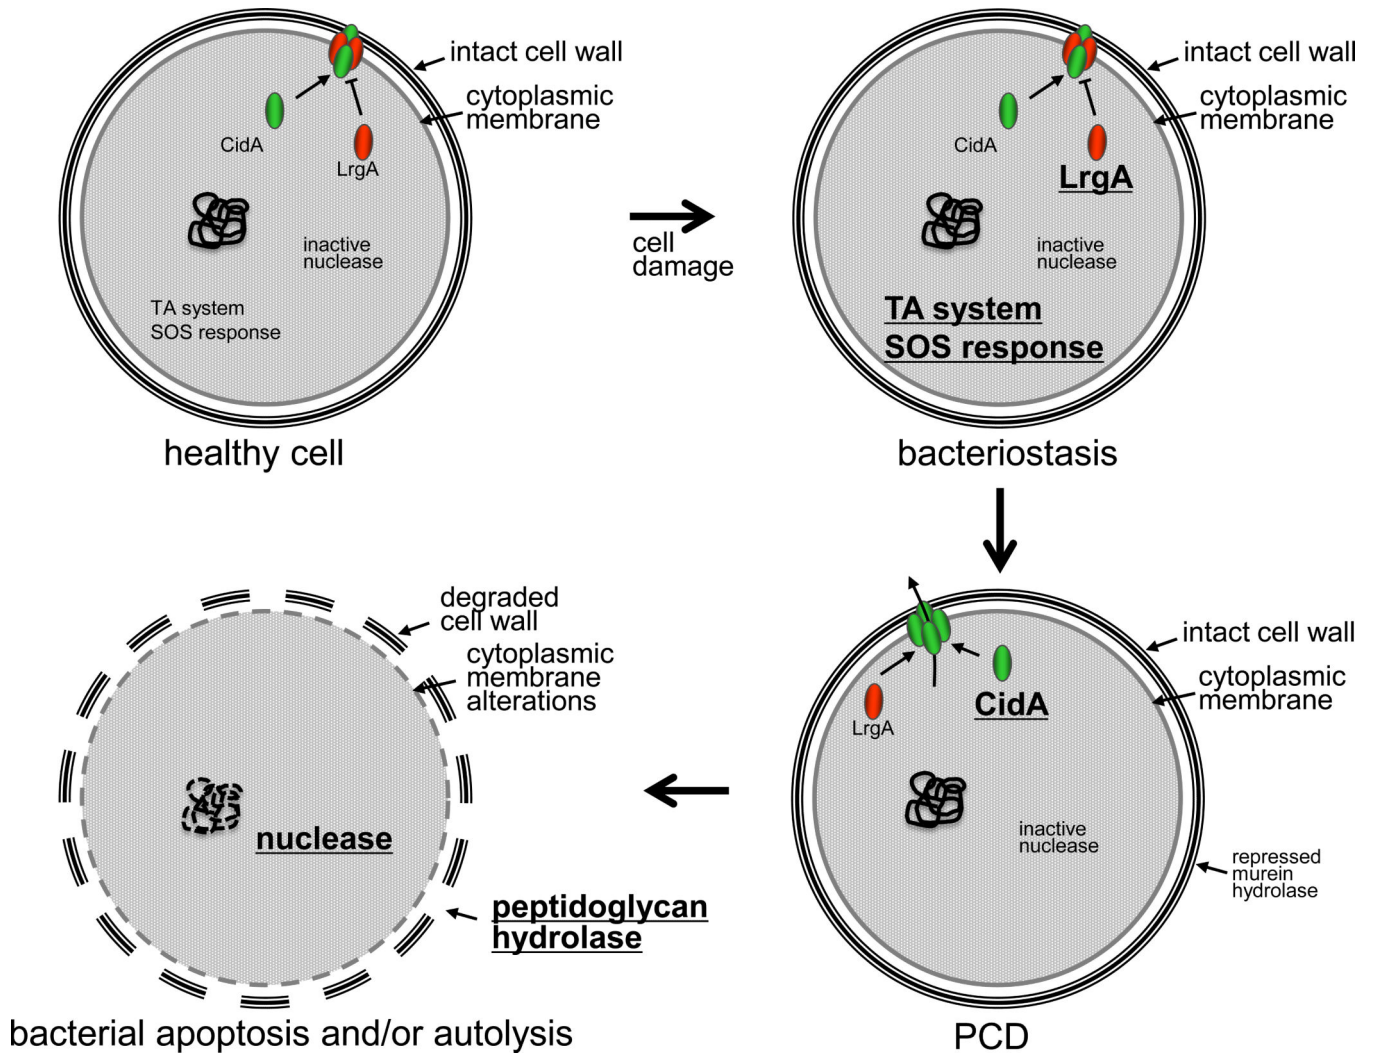 intact cell wall
cytoplasmic
membrane
CidA
LrgA
inactive
nuclease
TA system
SOS response
healthy cell
cell
damage
intact cell wall
cytoplasmic
membrane
CidA
LrgA
inactive
nuclease
TA system
SOS response
bacteriostasis
intact cell wall
cytoplasmic
membrane
CidA
LrgA
inactive
nuclease
repressed
murein
hydrolase
PCD
degraded
cell wall
cytoplasmic
membrane
alterations
nuclease
peptidoglycan
hydrolase
bacterial apoptosis and/or autolysis